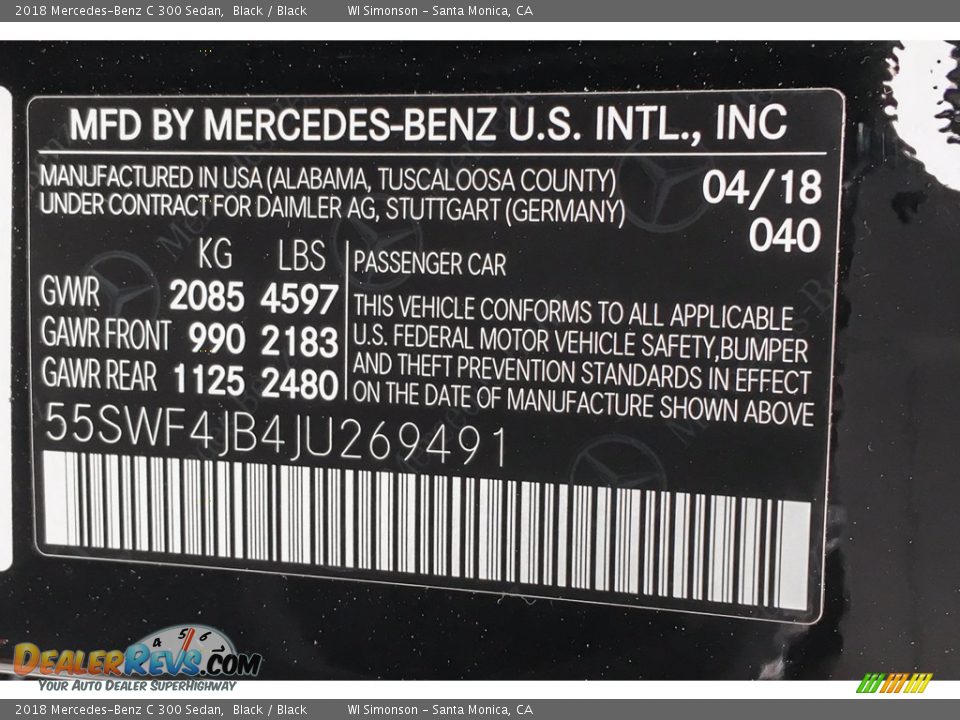 2018 Mercedes-Benz C 300 Sedan, Black / Black WI Simonson - Santa Monica, CA
MFD BY MERCEDES-BENZ U.S. INTL., INC
MANUFACTURED IN USA (ALABAMA, TUSCALOOSA COUNTY) 04/18
UNDER CONTRACT FOR DAIMLER AG, STUTTGART (GERMANY)
040
KG LBS
PASSENGER CAR
GVWR 2085 4597
GAWR FRONT 990 2183
GAWR REAR 1125 2480
THIS VEHICLE CONFORMS TO ALL APPLICABLE
U.S. FEDERAL MOTOR VEHICLE SAFETY,BUMPER
AND THEFT PREVENTION STANDARDS IN EFFECT
ON THE DATE OF MANUFACTURE SHOWN ABOVE
55SWF4JB4JU269491
4 5 6
DEALERREVS.COM
YOUR AUTO DEALER SUPERHIGHWAY
2018 Mercedes-Benz C 300 Sedan, Black / Black WI Simonson - Santa Monica, CA